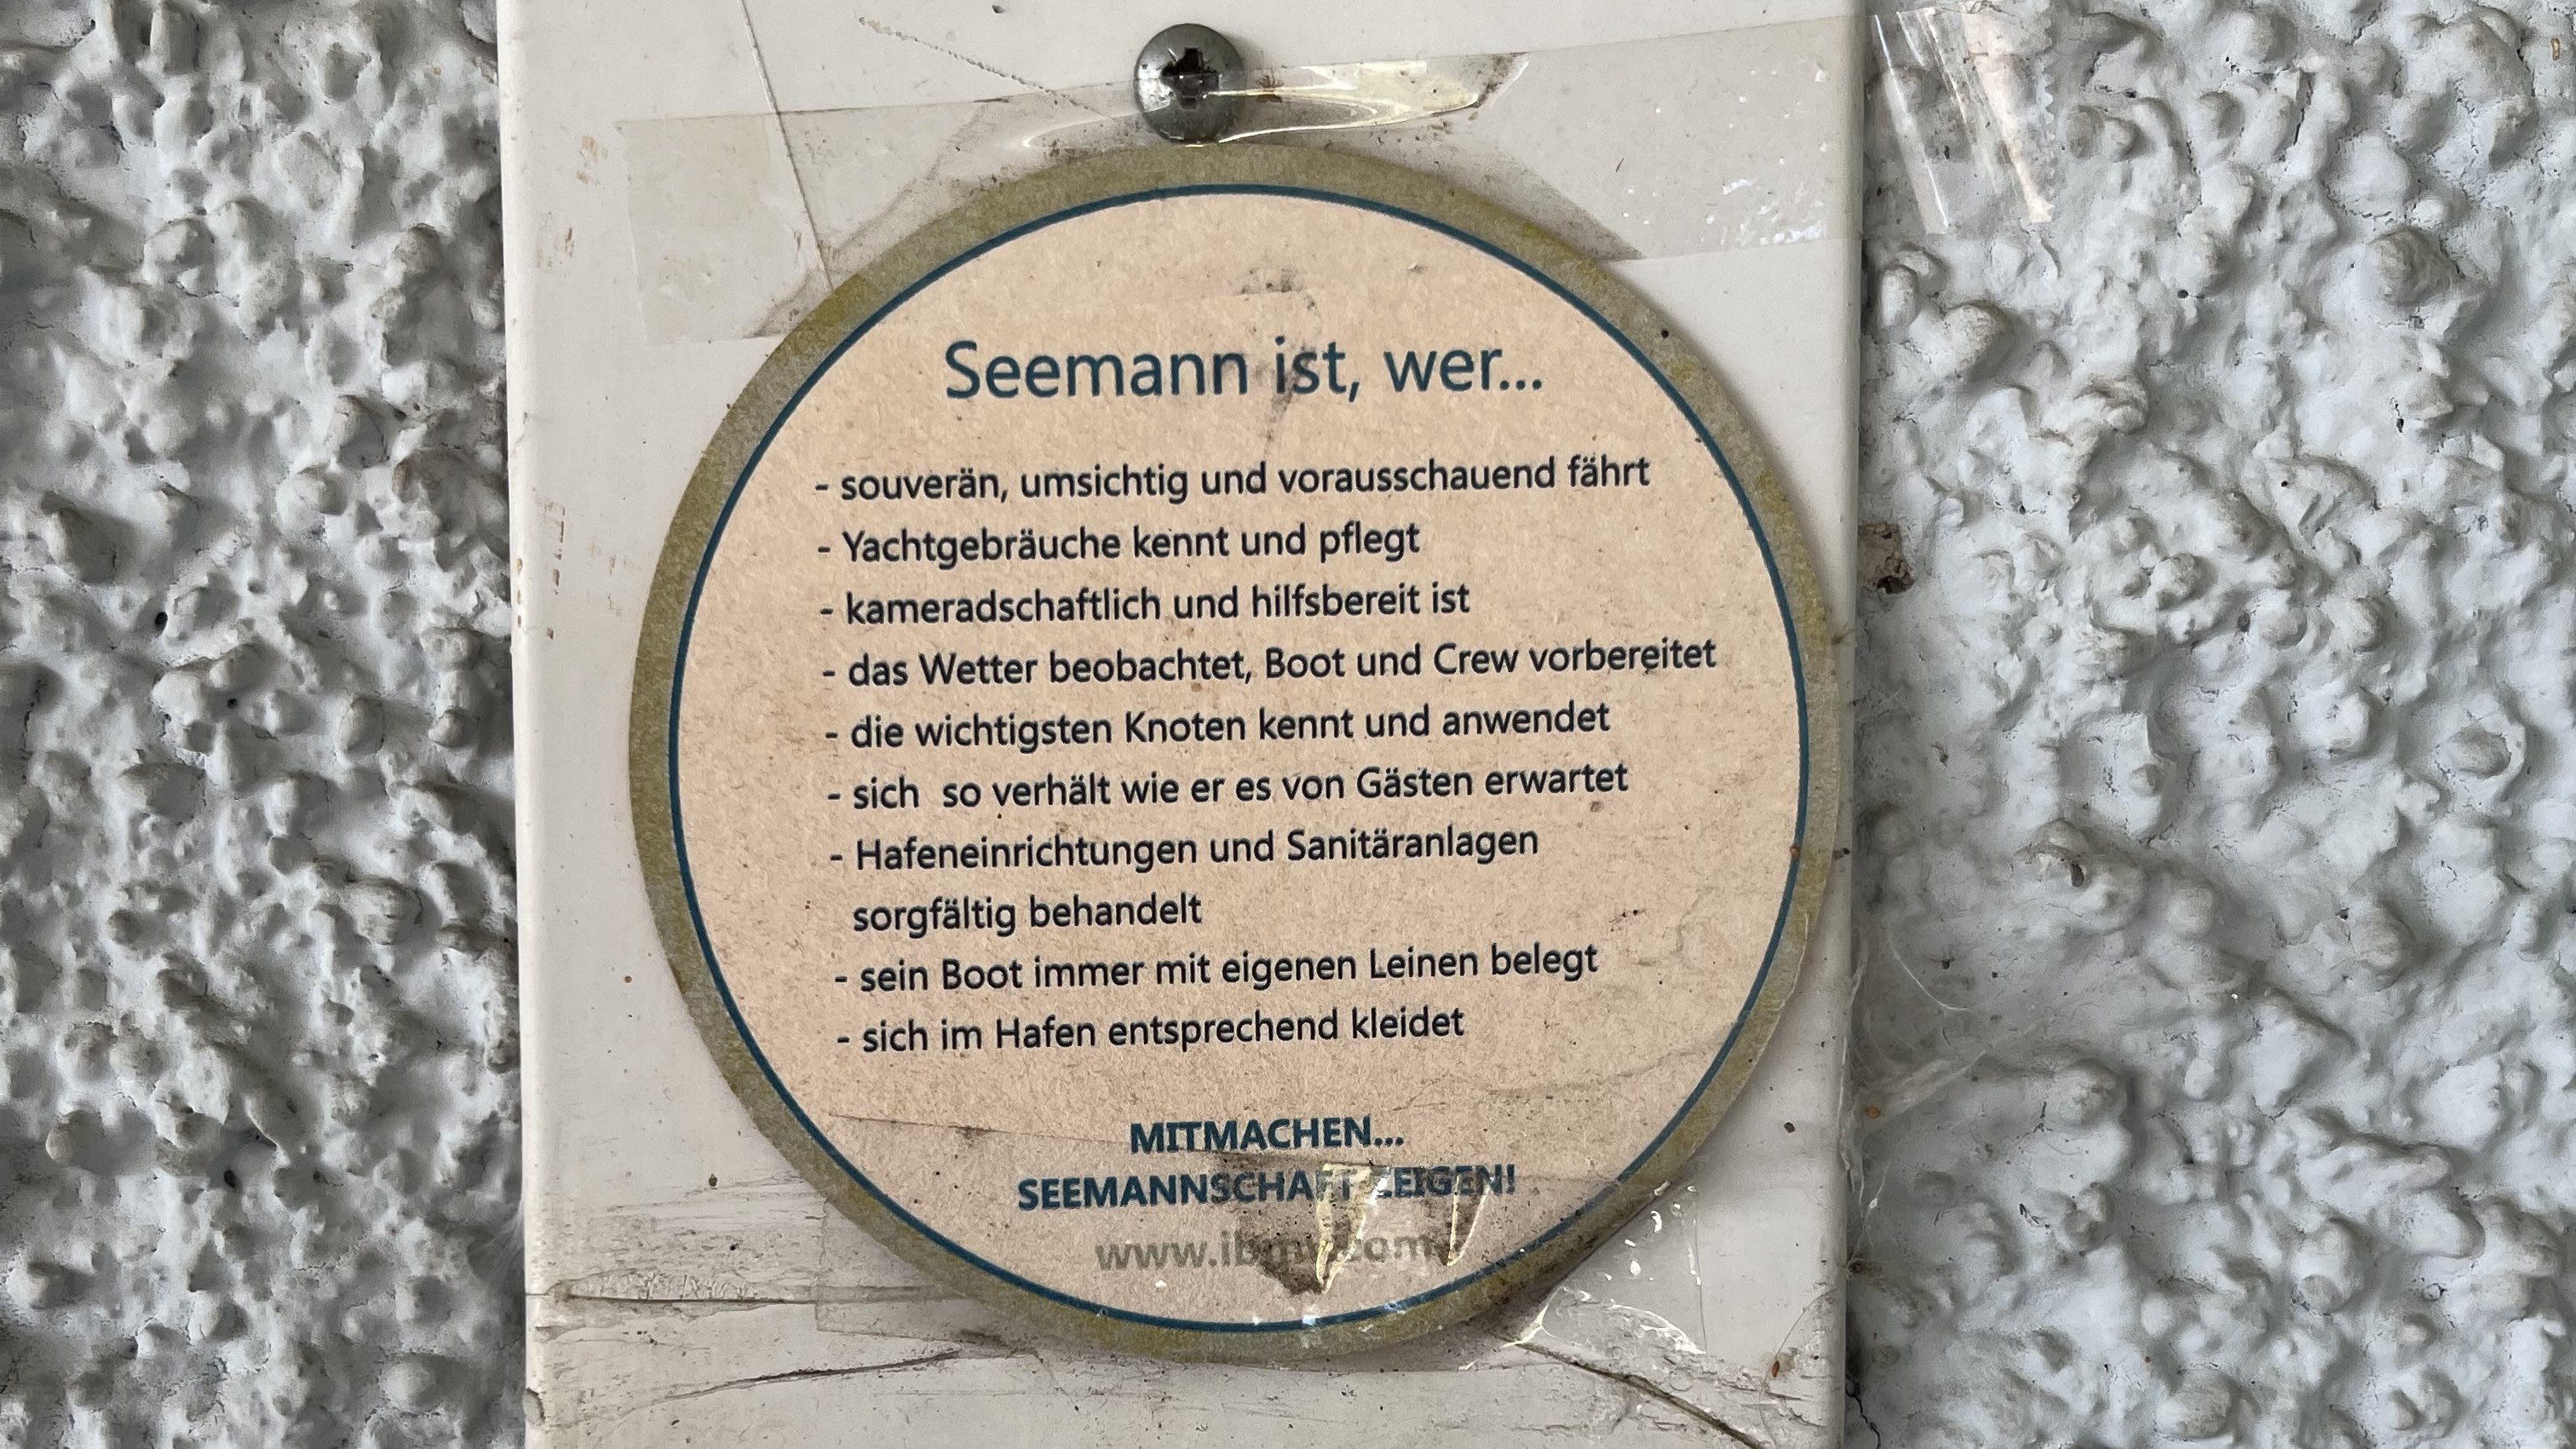 Seemann ist, wer...
- souverän, umsichtig und vorausschauend fährt
- Yachtgebräuche kennt und pflegt
- kameradschaftlich und hilfsbereit ist
- das Wetter beobachtet, Boot und Crew vorbereitet
- die wichtigsten Knoten kennt und anwendet
- sich  so verhält wie er es von Gästen erwartet
- Hafeneinrichtungen und Sanitäranlagen
sorgfältig behandelt
- sein Boot immer mit eigenen Leinen belegt
- sich im Hafen entsprechend kleidet
MITMACHEN...
SEEMANNSCHAFT ZEIGEN!